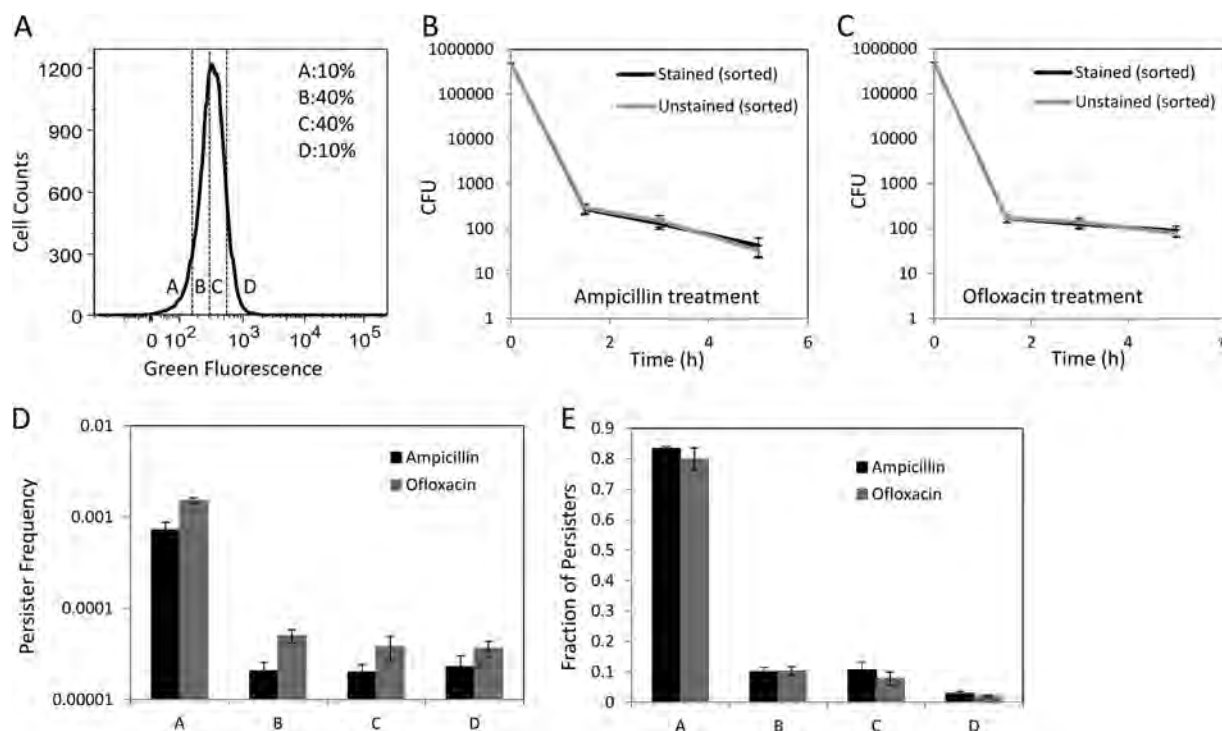 A
1200
900
600
300
0
Cell Counts
A:10%
B:40%
C:40%
D:10%
A B C D
0 10² 10³ 10⁴ 10⁵
Green Fluorescence
B
1000000
100000
10000
1000
100
10
1
CFU
Stained (sorted)
Unstained (sorted)
Ampicillin treatment
0 2 4 6
Time (h)
C
1000000
100000
10000
1000
100
10
1
CFU
Stained (sorted)
Unstained (sorted)
Ofloxacin treatment
0 2 4 6
Time (h)
D
0.01
0.001
0.0001
0.00001
Persister Frequency
Ampicillin
Ofloxacin
A B C D
E
0.9
0.8
0.7
0.6
0.5
0.4
0.3
0.2
0.1
0
Fraction of Persisters
Ampicillin
Ofloxacin
A B C D